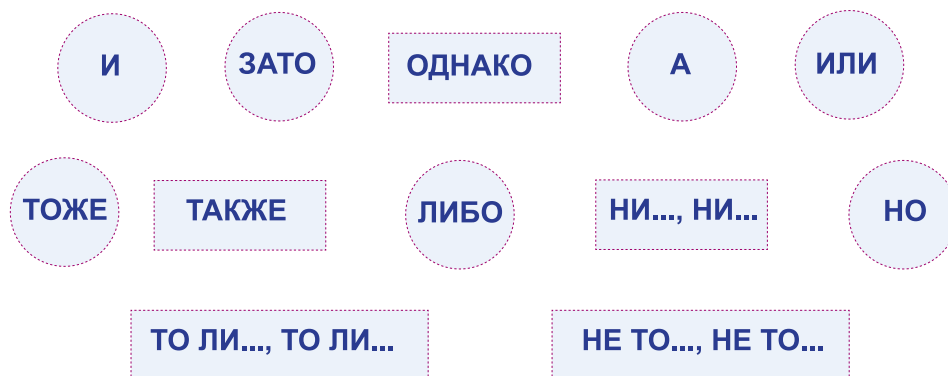 И ЗАТО ОДНАКО А ИЛИ
ТОЖЕ ТАКЖЕ ЛИБО НИ..., НИ... НО
ТО ЛИ..., ТО ЛИ... НЕ ТО..., НЕ ТО...